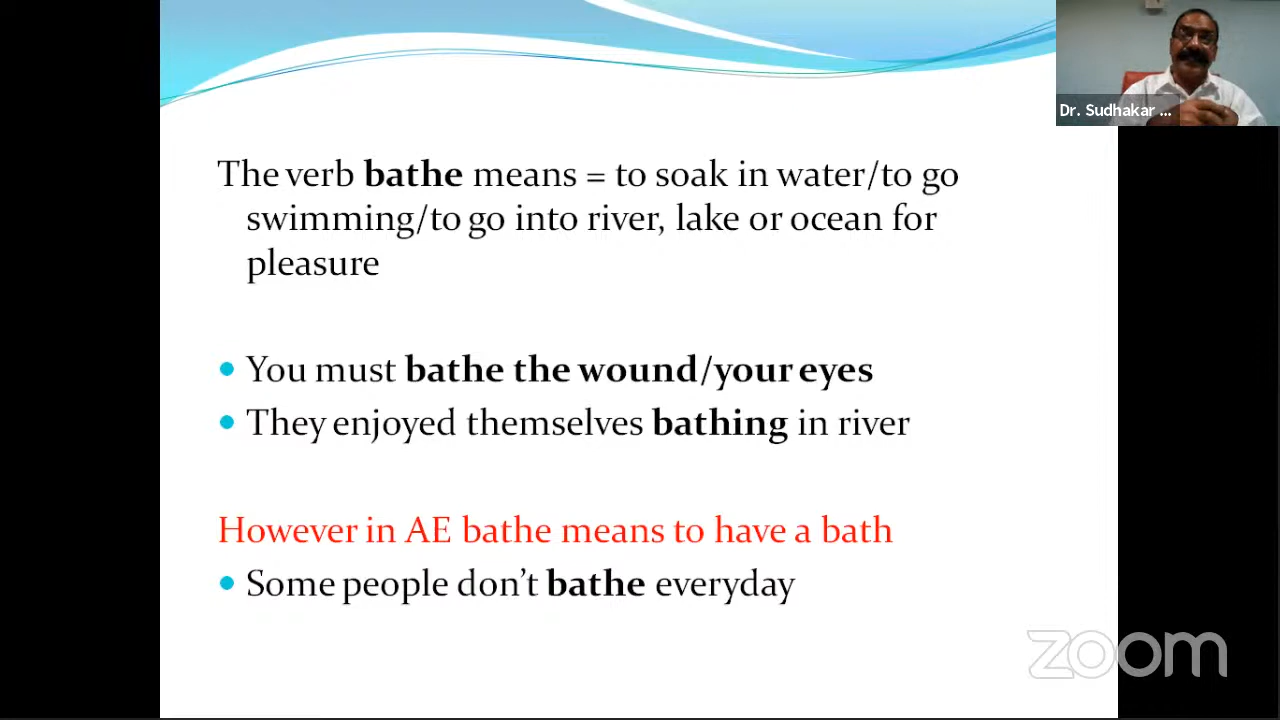 Dr. Sudhakar ...
The verb bathe means = to soak in water/to go
swimming/to go into river, lake or ocean for
pleasure
• You must bathe the wound/your eyes
• They enjoyed themselves bathing in river
However in AE bathe means to have a bath
• Some people don't bathe everyday
zoom